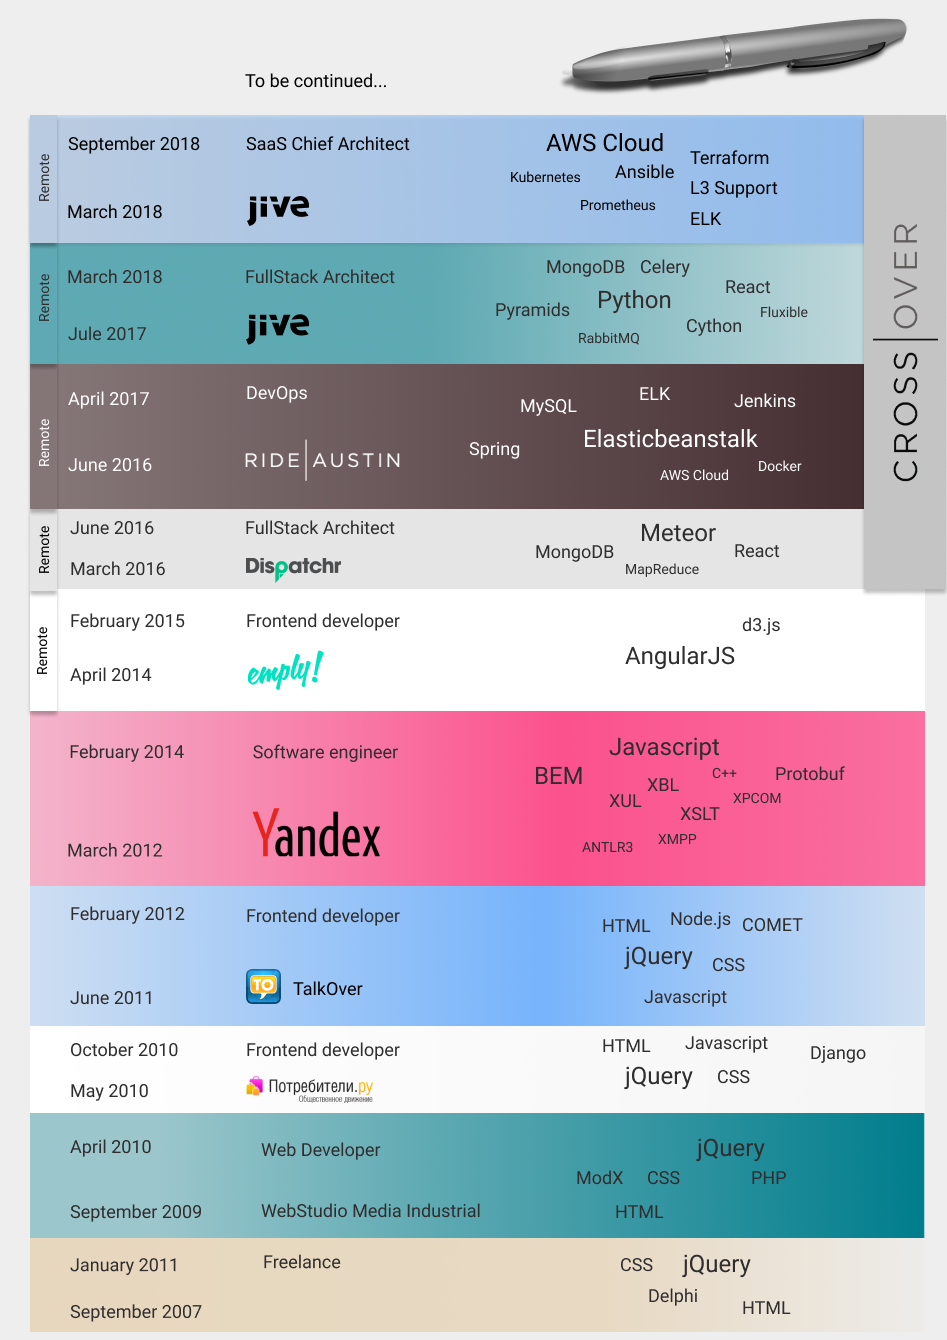 To be continued...
CROSS|OVER
Remote
September 2018
SaaS Chief Architect
AWS Cloud
Terraform
Kubernetes
Ansible
L3 Support
March 2018
jive
Prometheus
ELK
Remote
March 2018
FullStack Architect
MongoDB Celery
React
Pyramids
Python
Fluxible
Jule 2017
jive
Cython
RabbitMQ
Remote
April 2017
DevOps
ELK
MySQL
Jenkins
Spring
Elasticbeanstalk
June 2016
RIDE|AUSTIN
AWS Cloud
Docker
Remote
June 2016
FullStack Architect
Meteor
MongoDB
React
March 2016
Dispatchr
MapReduce
Remote
February 2015
Frontend developer
d3.js
AngularJS
April 2014
emply!
February 2014
Software engineer
Javascript
BEM
C++
Protobuf
XBL
XUL
XPCOM
XSLT
March 2012
Yandex
ANTLR3
XMPP
February 2012
Frontend developer
HTML
Node.js
COMET
jQuery
CSS
June 2011
TO
TalkOver
Javascript
October 2010
Frontend developer
HTML
Javascript
Django
May 2010
Потребители.ру
Общественное движение
jQuery
CSS
April 2010
Web Developer
jQuery
ModX
CSS
PHP
September 2009
WebStudio Media Industrial
HTML
January 2011
Freelance
CSS
jQuery
Delphi
September 2007
HTML